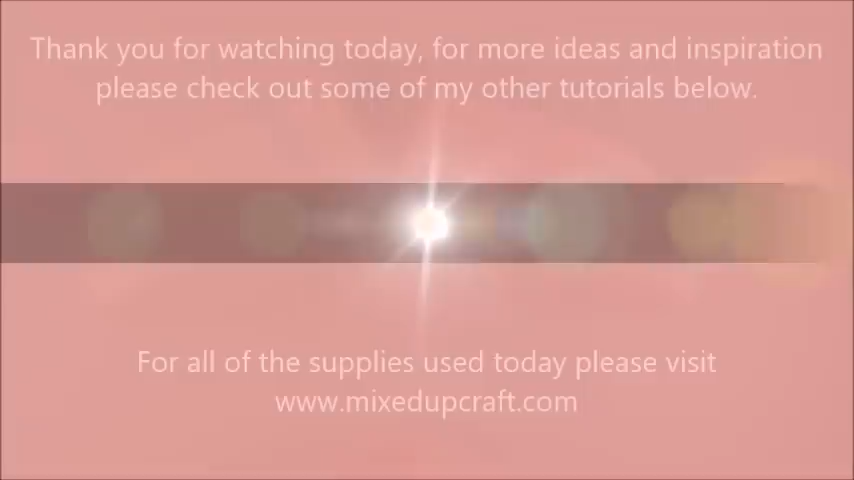 Thank you for watching today, for more ideas and inspiration
please check out some of my other tutorials below.
For all of the supplies used today please visit
www.mixedupcraft.com